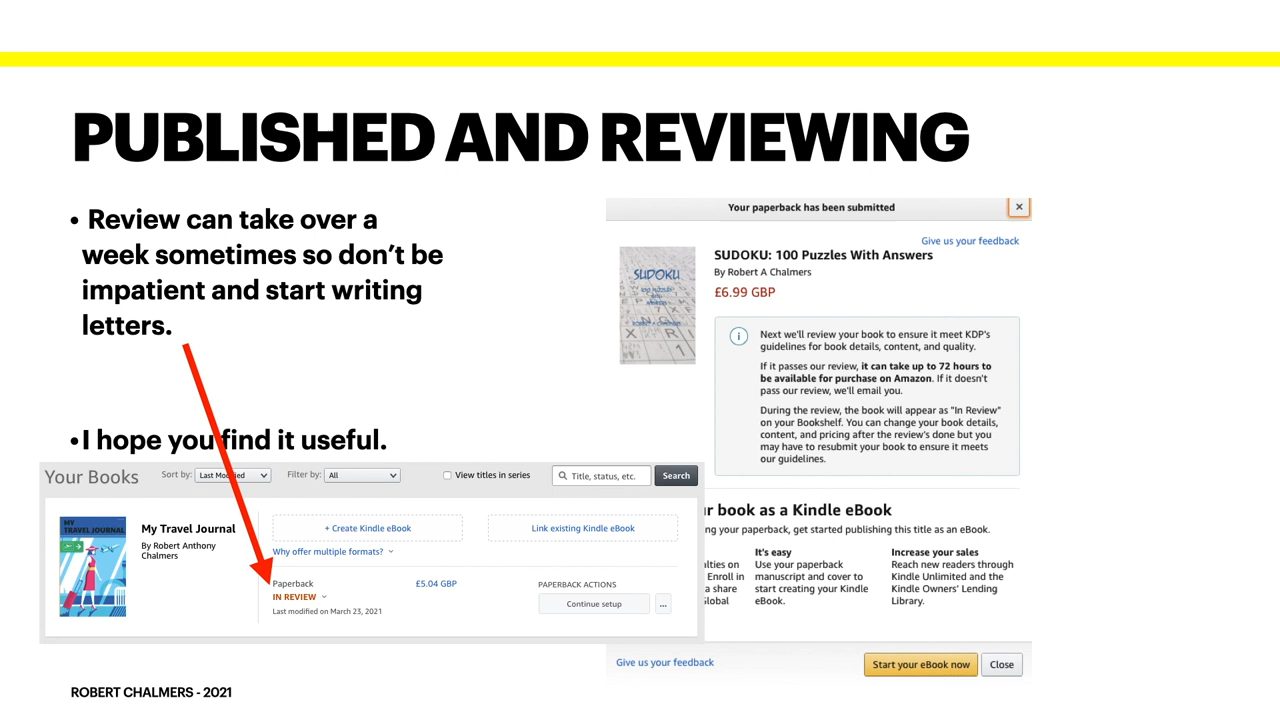 PUBLISHED AND REVIEWING
• Review can take over a
week sometimes so don’t be
impatient and start writing
letters.
•I hope you find it useful.
Your paperback has been submitted
×
Give us your feedback
SUDOKU
100 PUZZLES
WITH
ANSWERS
SUDOKU: 100 Puzzles With Answers
By Robert A Chalmers
£6.99 GBP
i
Next we'll review your book to ensure it meet KDP's
guidelines for book details, content, and quality.
If it passes our review, it can take up to 72 hours to
be available for purchase on Amazon. If it doesn't
pass our review, we'll email you.
During the review, the book will appear as "In Review"
on your Bookshelf. You can change your book details,
content, and pricing after the review's done but you
may have to resubmit your book to ensure it meets
our guidelines.
r book as a Kindle eBook
ng your paperback, get started publishing this title as an eBook.
alties on
Enroll in
a share
Global
It's easy
Use your paperback
manuscript and cover to
start creating your Kindle
eBook.
Increase your sales
Reach new readers through
Kindle Unlimited and the
Kindle Owners' Lending
Library.
Give us your feedback
Start your eBook now
Close
Your Books
Sort by:
Last Modified
Filter by:
All
View titles in series
Title, status, etc.
Search
MY
TRAVEL JOURNAL
My Travel Journal
By Robert Anthony
Chalmers
+ Create Kindle eBook
Link existing Kindle eBook
Why offer multiple formats?
Paperback
£5.04 GBP
IN REVIEW
Last modified on March 23, 2021
PAPERBACK ACTIONS
Continue setup
...
ROBERT CHALMERS - 2021